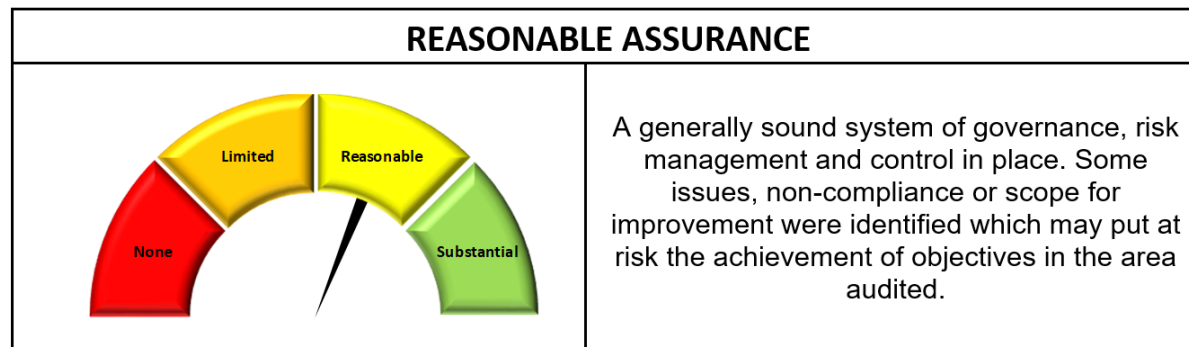 REASONABLE ASSURANCE
Limited
Reasonable
None
Substantial
A generally sound system of governance, risk
management and control in place. Some
issues, non-compliance or scope for
improvement were identified which may put at
risk the achievement of objectives in the area
audited.